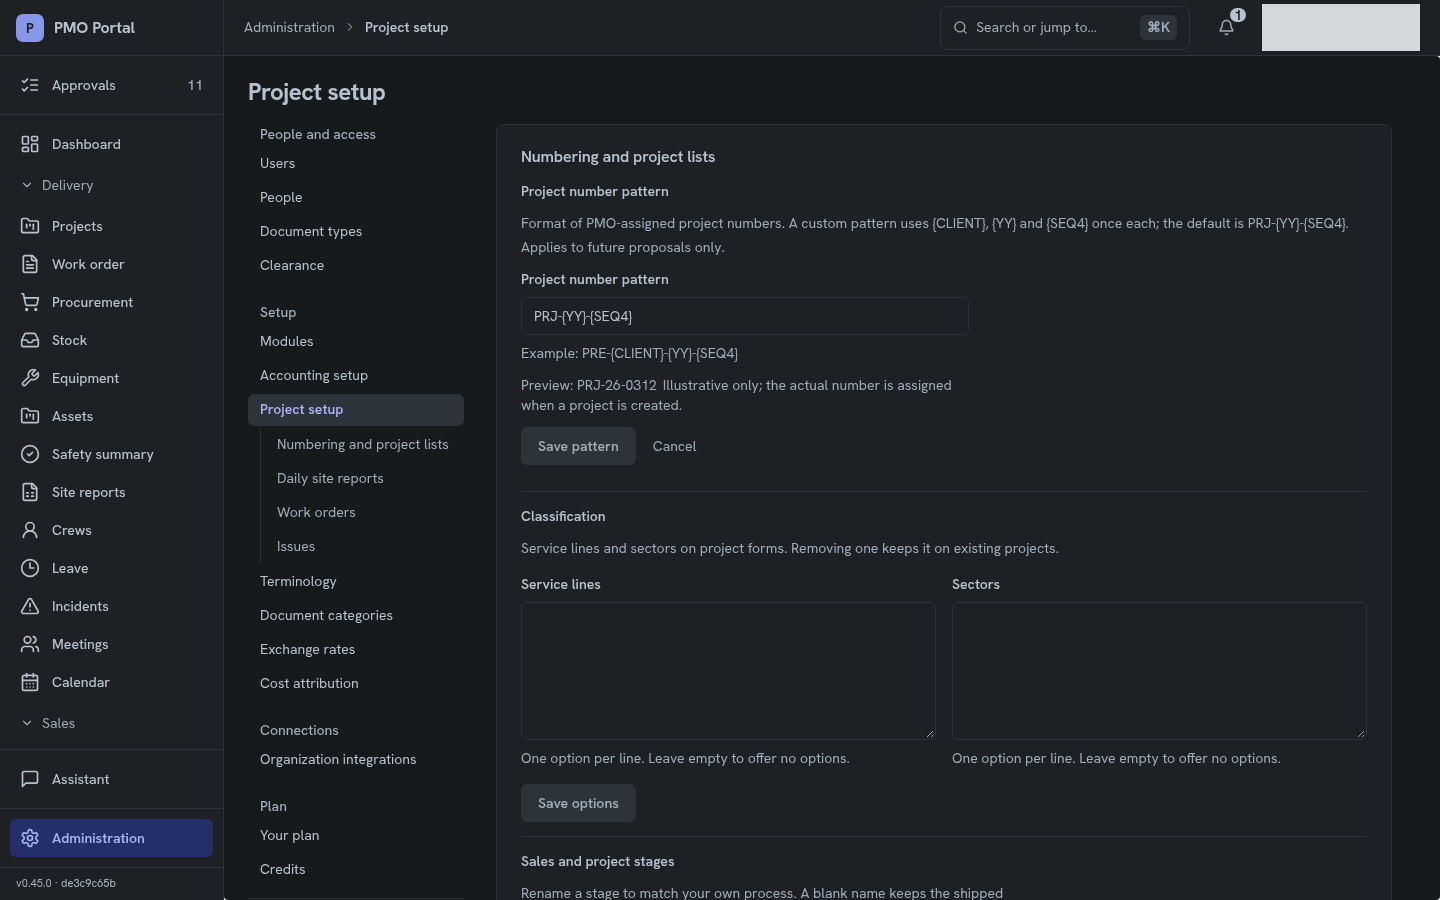 P PMO Portal
Administration > Project setup
Search or jump to... ⌘K
1
Approvals 11
Dashboard
Delivery
Projects
Work order
Procurement
Stock
Equipment
Assets
Safety summary
Site reports
Crews
Leave
Incidents
Meetings
Calendar
Sales
Assistant
Administration
v0.45.0 · de3c9c65b
Project setup
People and access
Users
People
Document types
Clearance
Setup
Modules
Accounting setup
Project setup
Numbering and project lists
Daily site reports
Work orders
Issues
Terminology
Document categories
Exchange rates
Cost attribution
Connections
Organization integrations
Plan
Your plan
Credits
Numbering and project lists
Project number pattern
Format of PMO-assigned project numbers. A custom pattern uses {CLIENT}, {YY} and {SEQ4} once each; the default is PRJ-{YY}-{SEQ4}.
Applies to future proposals only.
Project number pattern
PRJ-{YY}-{SEQ4}
Example: PRE-{CLIENT}-{YY}-{SEQ4}
Preview: PRJ-26-0312 Illustrative only; the actual number is assigned
when a project is created.
Save pattern Cancel
Classification
Service lines and sectors on project forms. Removing one keeps it on existing projects.
Service lines Sectors
One option per line. Leave empty to offer no options. One option per line. Leave empty to offer no options.
Save options
Sales and project stages
Rename a stage to match your own process. A blank name keeps the shipped